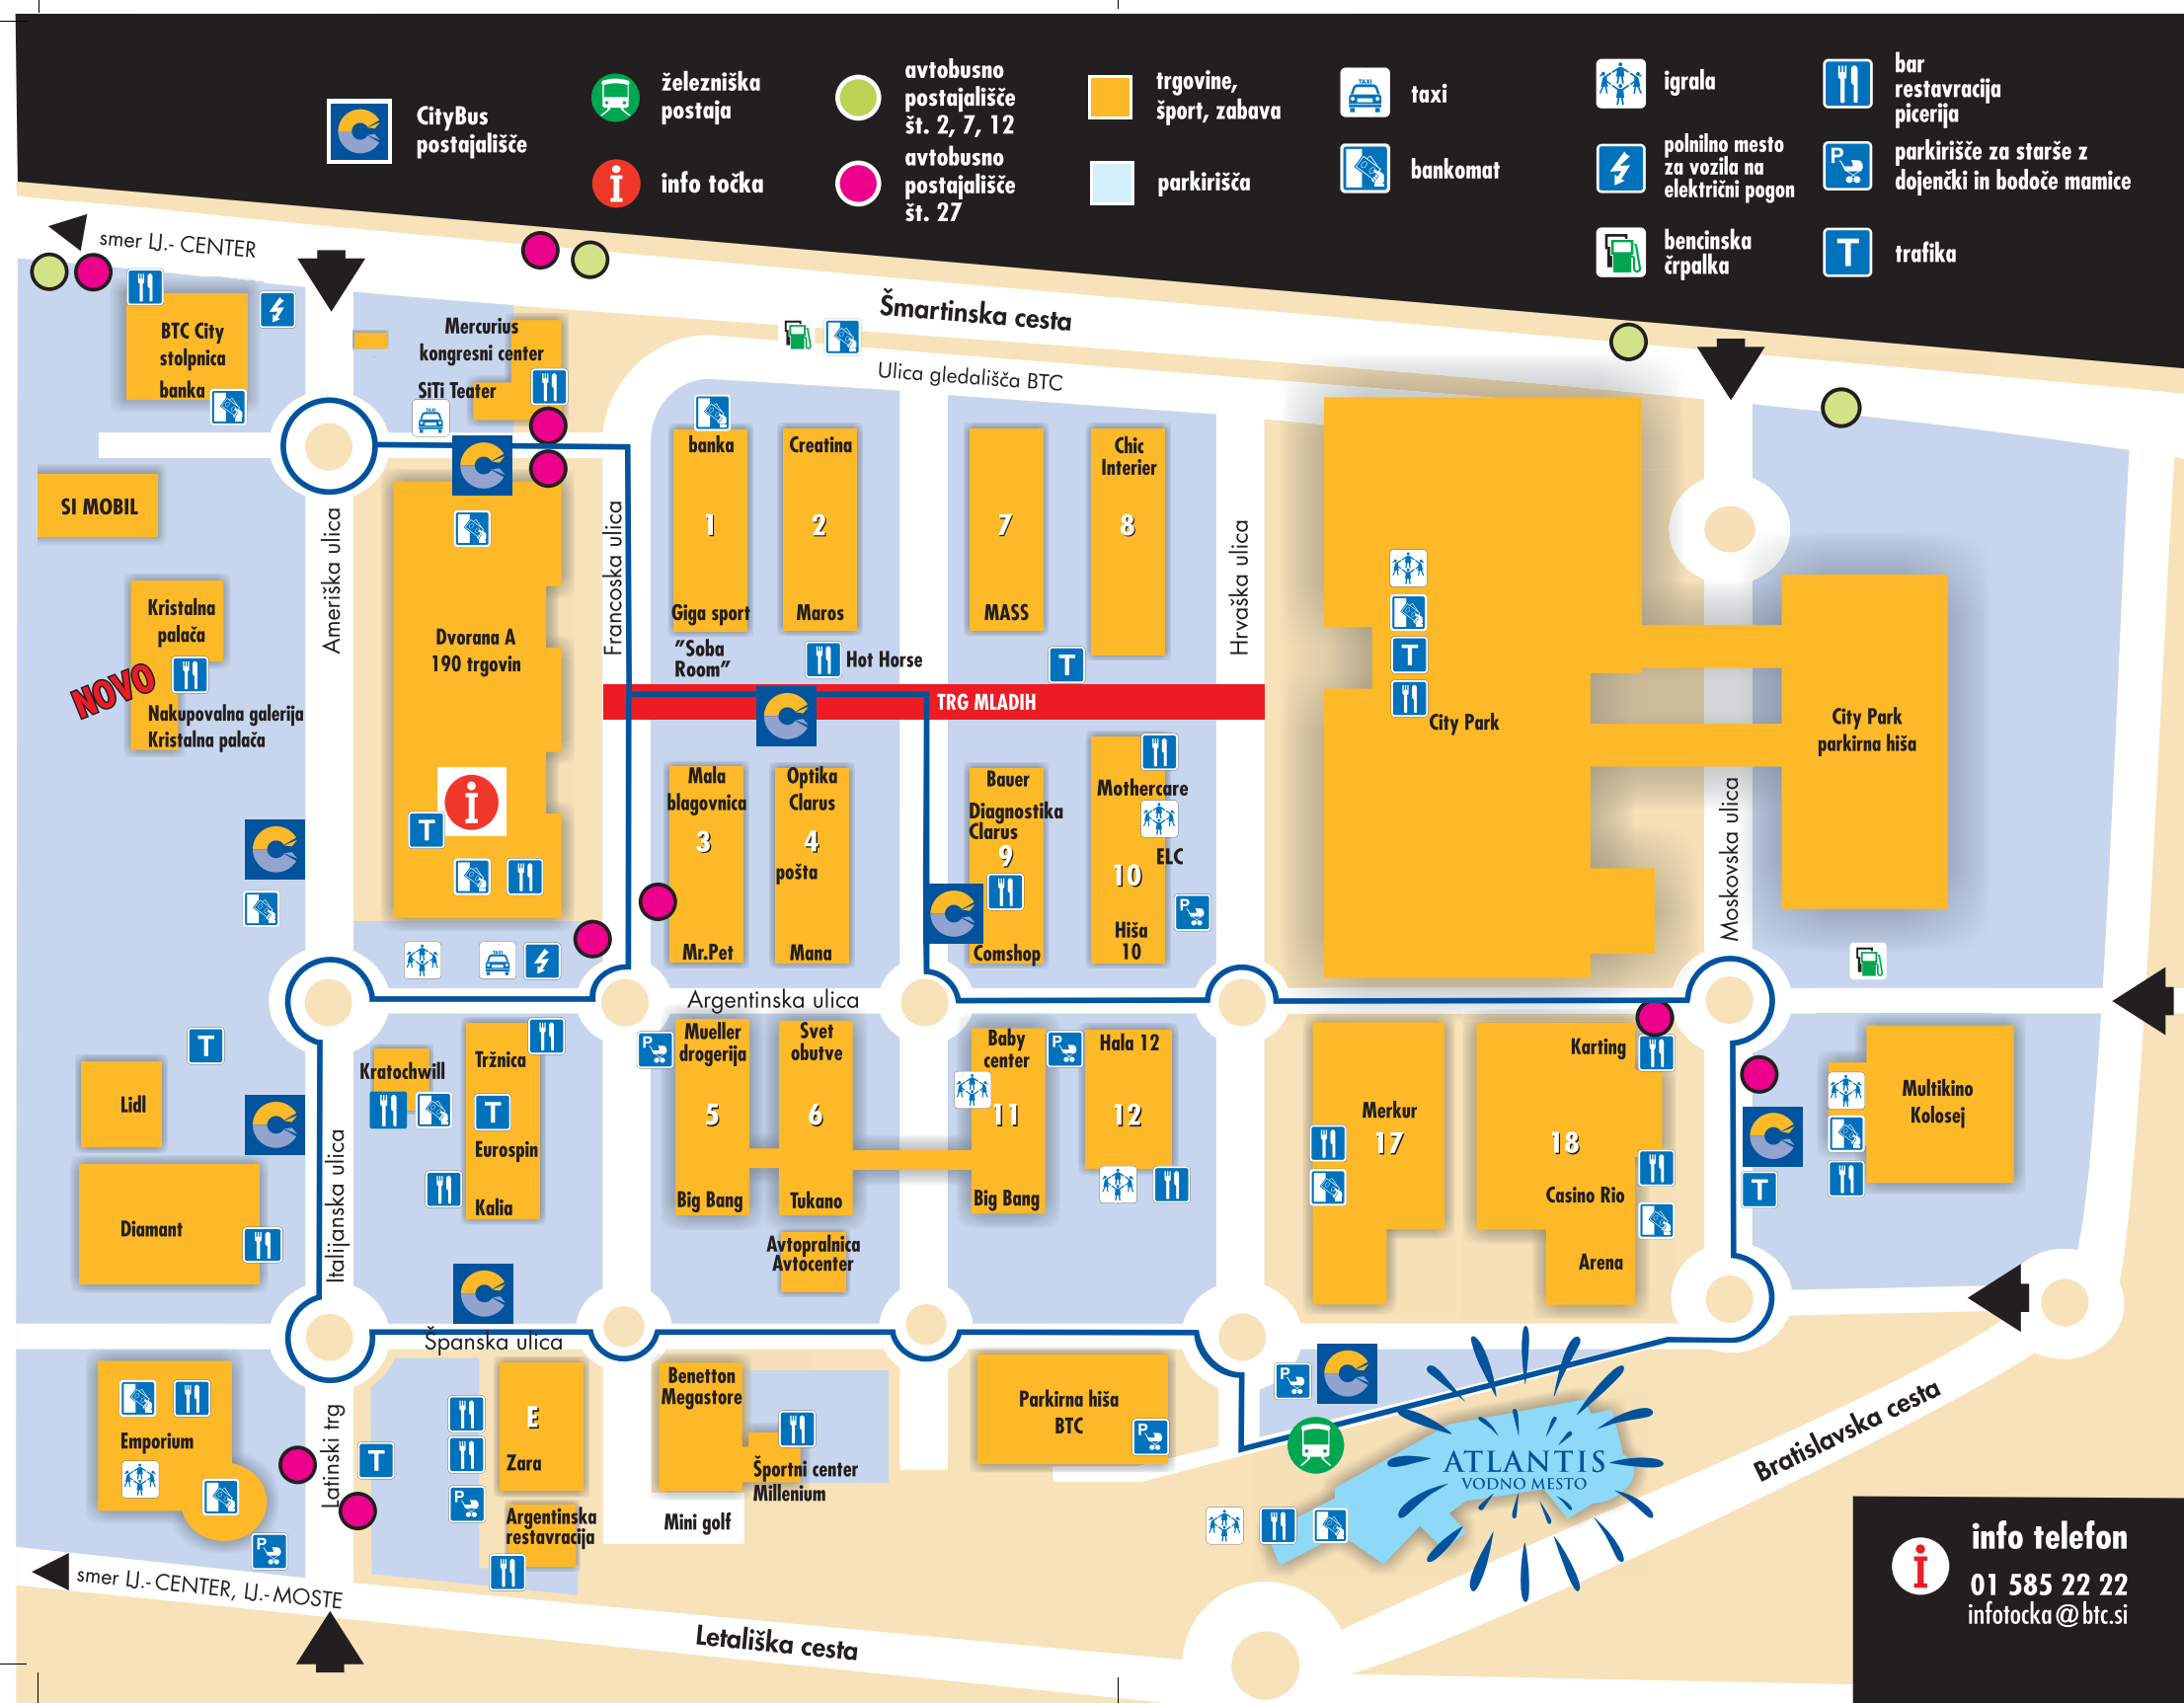 CityBus
postajališče
železniška
postaja
info točka
avtobusno
postajališče
št. 2, 7, 12
avtobusno
postajališče
št. 27
trgovine,
šport, zabava
parkirišča
TAXI
taxi
bankomat
igrala
polnilno mesto
za vozila na
električni pogon
bencinska
črpalka
bar
restavracija
picerija
P
parkirišče za starše z
dojenčki in bodoče mamice
T
trafika
smer LJ.- CENTER
Šmartinska cesta
Ulica gledališča BTC
BTC City
stolpnica
banka
Mercurius
kongresni center
SiTi Teater
TAXI
SI MOBIL
Ameriška ulica
Francoska ulica
Hrvaška ulica
Moskovska ulica
Kristalna
palača
NOVO
Nakupovalna galerija
Kristalna palača
Dvorana A
190 trgovin
T
banka
1
Giga sport
"Soba
Room"
Creatina
2
Maros
Hot Horse
7
MASS
Chic
Interier
8
T
TRG MLADIH
T
City Park
City Park
parkirna hiša
Mala
blagovnica
3
Mr.Pet
Optika
Clarus
4
pošta
Mana
Bauer
Diagnostika
Clarus
9
Comshop
Mothercare
ELC
10
Hiša
10
P
TAXI
Argentinska ulica
T
Lidl
Diamant
Italijanska ulica
Kratochwill
Tržnica
T
Eurospin
Kalia
P
Mueller
drogerija
5
Big Bang
Svet
obutve
6
Tukano
Avtopralnica
Avtocenter
Baby
center
11
Big Bang
P
Hala 12
12
Merkur
17
Karting
18
Casino Rio
Arena
T
Multikino
Kolosej
Španska ulica
Emporium
P
Latinski trg
T
E
Zara
P
Argentinska
restavracija
Benetton
Megastore
Športni center
Millenium
Mini golf
Parkirna hiša
BTC
P
P
ATLANTIS
VODNO MESTO
Bratislavska cesta
smer LJ.-CENTER, LJ.-MOSTE
Letališka cesta
info telefon
01 585 22 22
infotocka@btc.si